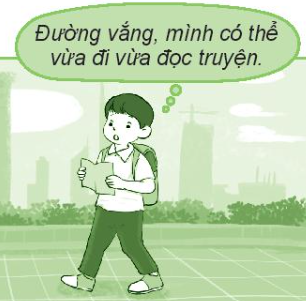 Đường vắng, mình có thể
vừa đi vừa đọc truyện.